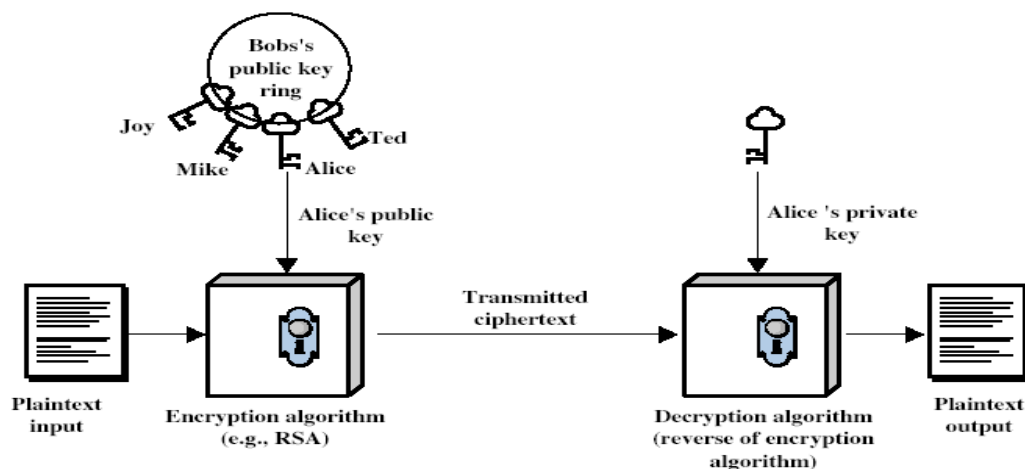 Bobs's
public key
ring
Joy
Ted
Mike
Alice
Alice's public
key
Alice 's private
key
Transmitted
ciphertext
Plaintext
input
Encryption algorithm
(e.g., RSA)
Decryption algorithm
(reverse of encryption
algorithm)
Plaintext
output